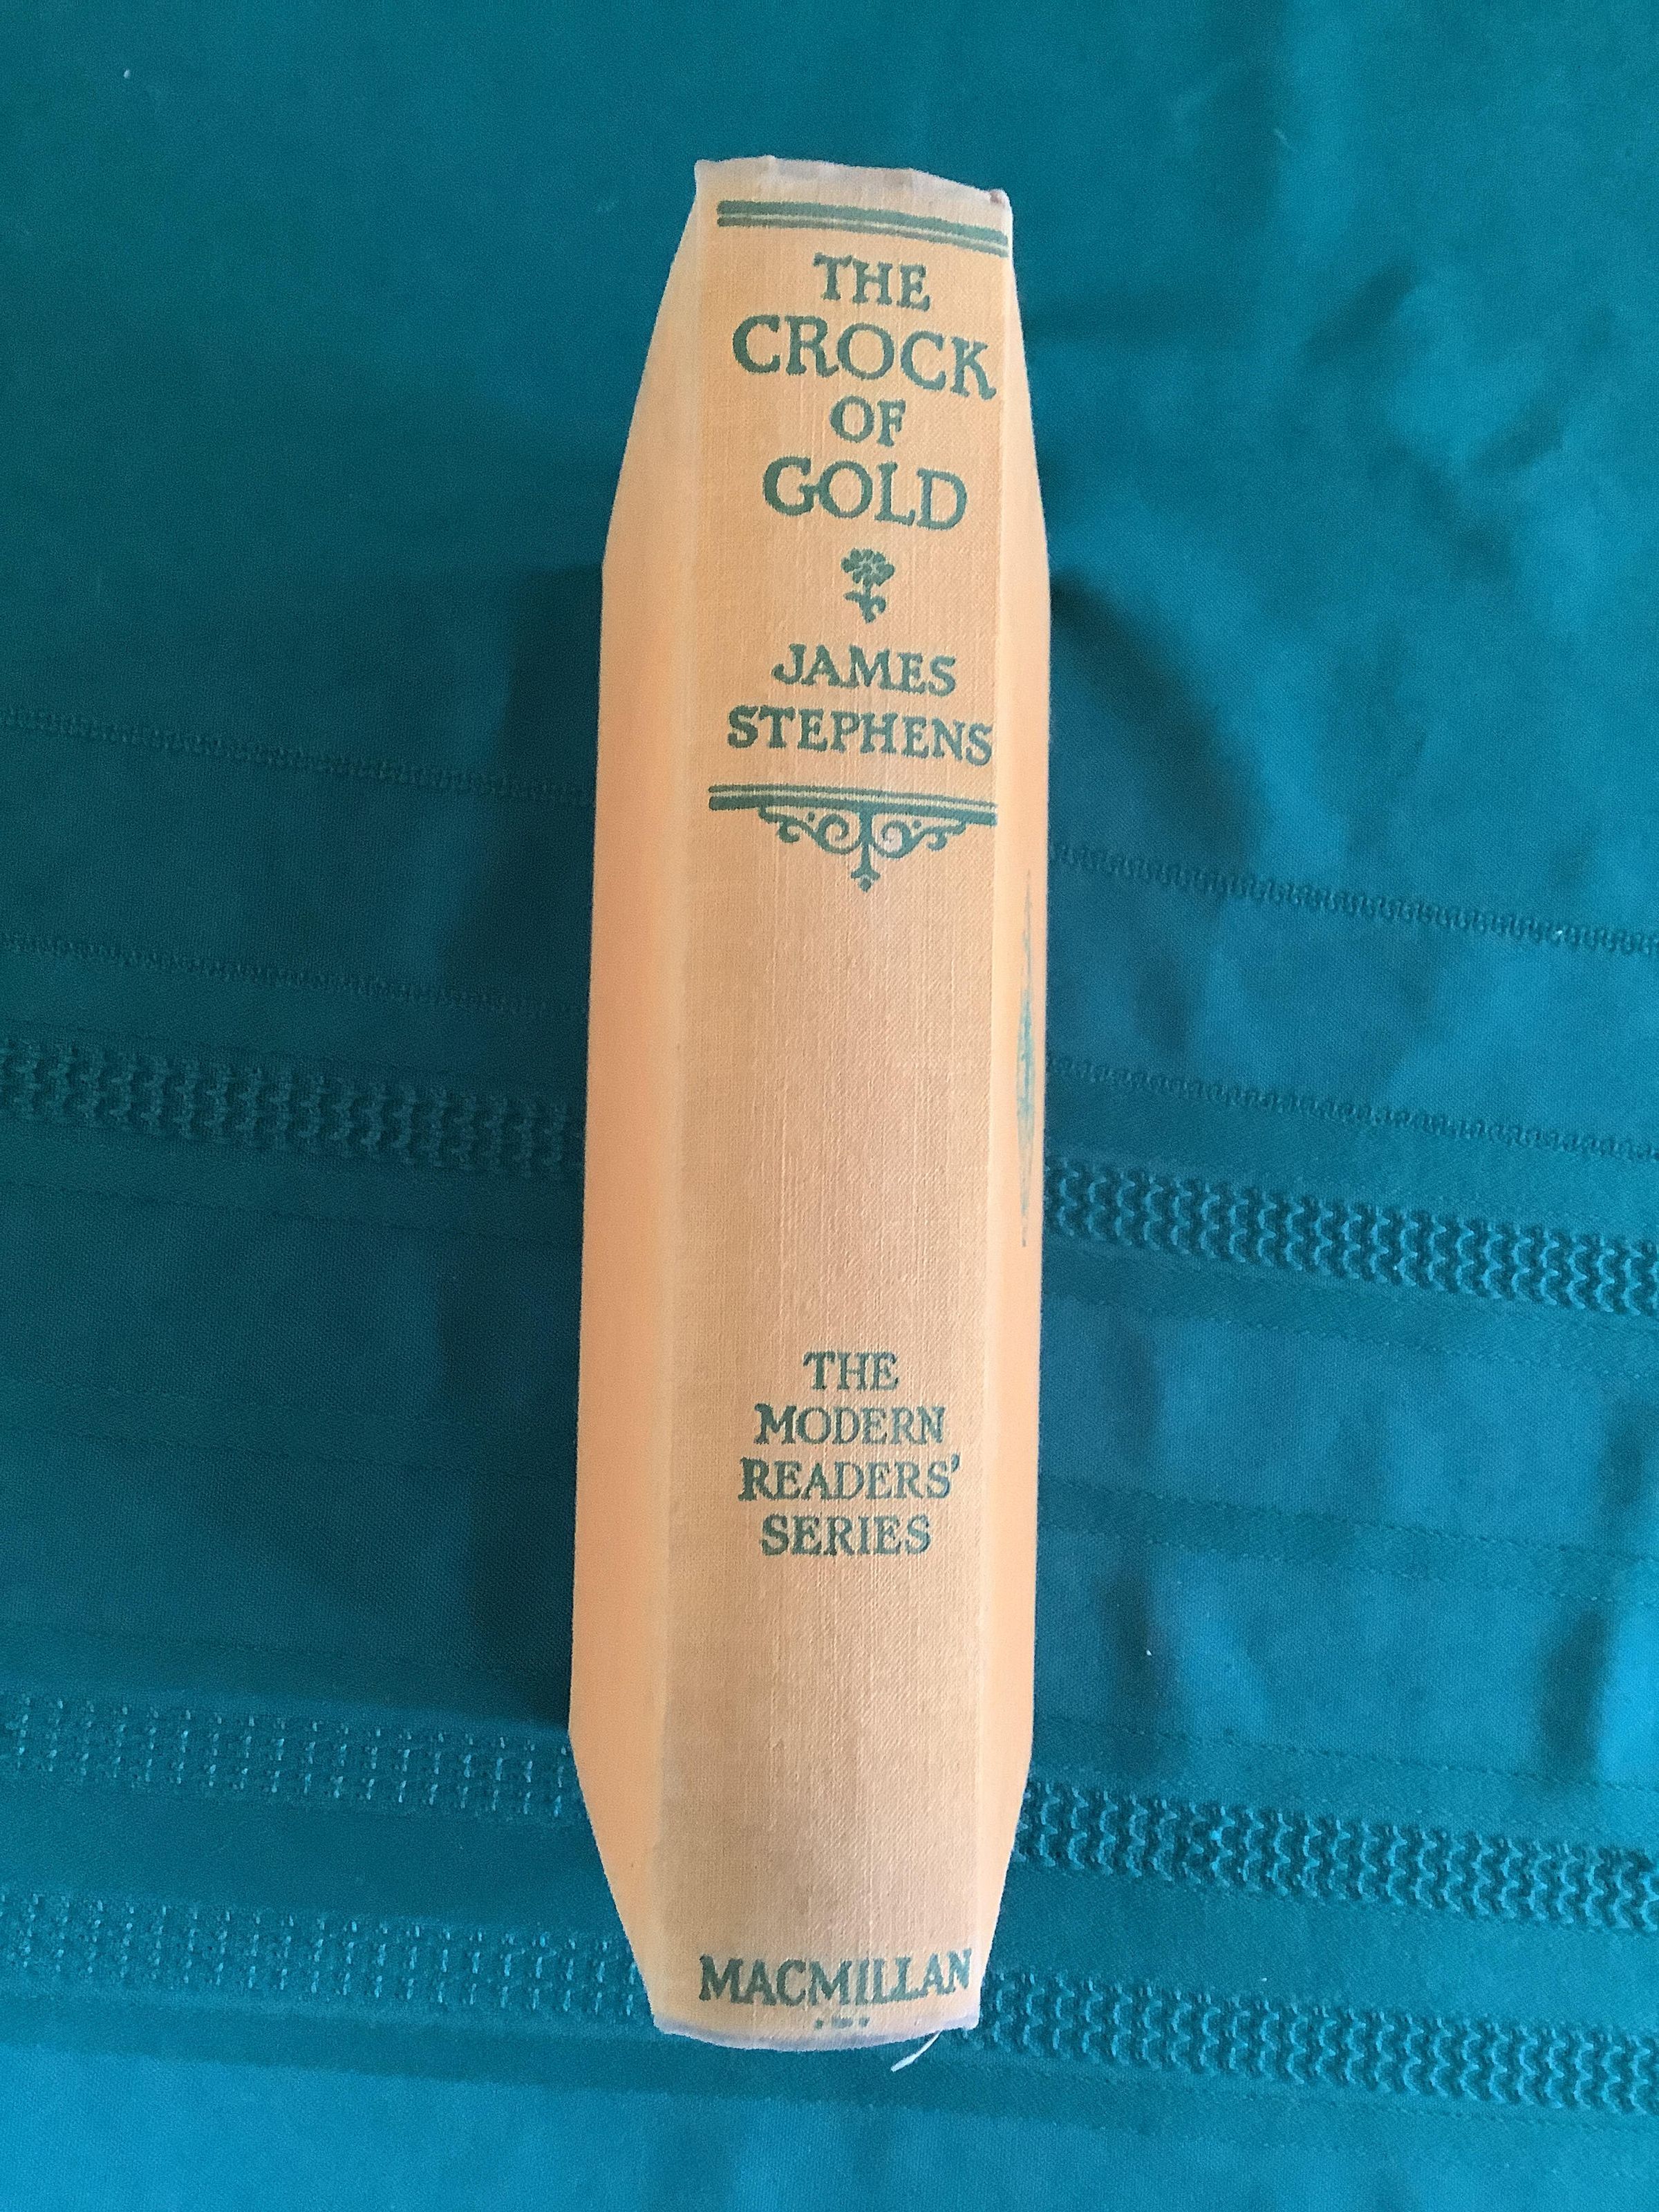 THE
CROCK
OF
GOLD
JAMES
STEPHENS
THE
MODERN
READERS'
SERIES
MACMILLAN